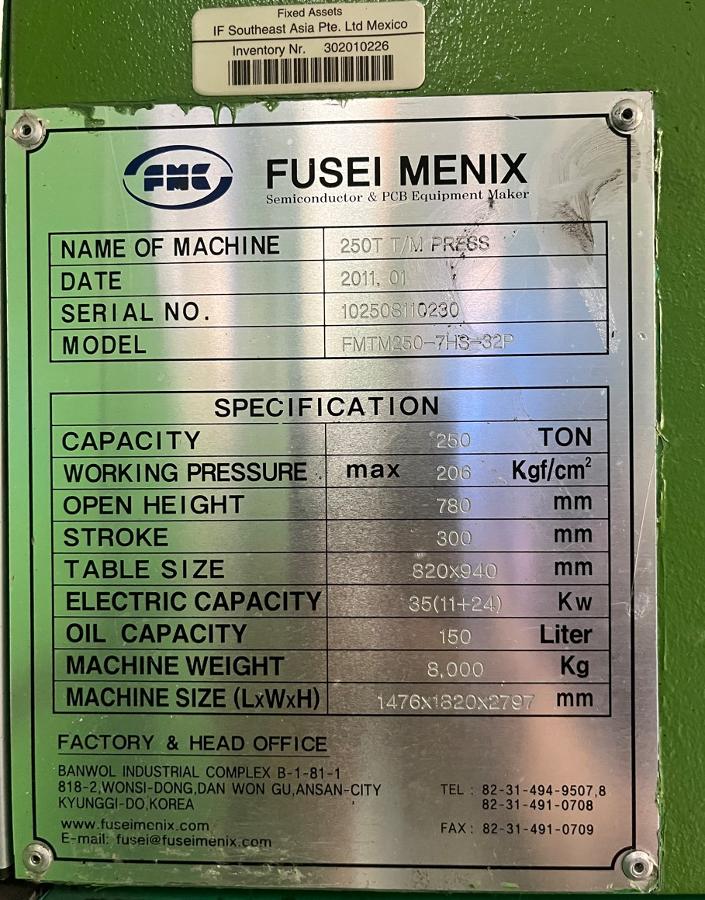 Fixed Assets
IF Southeast Asia Pte. Ltd Mexico
Inventory Nr. 302010226
FMC
FUSEI MENIX
Semiconductor & PCB Equipment Maker
NAME OF MACHINE 250T T/M PRESS
DATE 2011. 01
SERIAL NO. 102508110230
MODEL FMTM250-7HS-32P
SPECIFICATION
CAPACITY 250 TON
WORKING PRESSURE max 206 Kgf/cm²
OPEN HEIGHT 780 mm
STROKE 300 mm
TABLE SIZE 820x940 mm
ELECTRIC CAPACITY 35(11+24) Kw
OIL CAPACITY 150 Liter
MACHINE WEIGHT 8,000 Kg
MACHINE SIZE (LxWxH) 1476x1820x2797 mm
FACTORY & HEAD OFFICE
BANWOL INDUSTRIAL COMPLEX B-1-81-1
818-2,WONSI-DONG,DAN WON GU,ANSAN-CITY TEL : 82-31-494-9507,8
KYUNGGI-DO,KOREA 82-31-491-0708
www.fuseimenix.com FAX : 82-31-491-0709
E-mail: fusei@fuseimenix.com